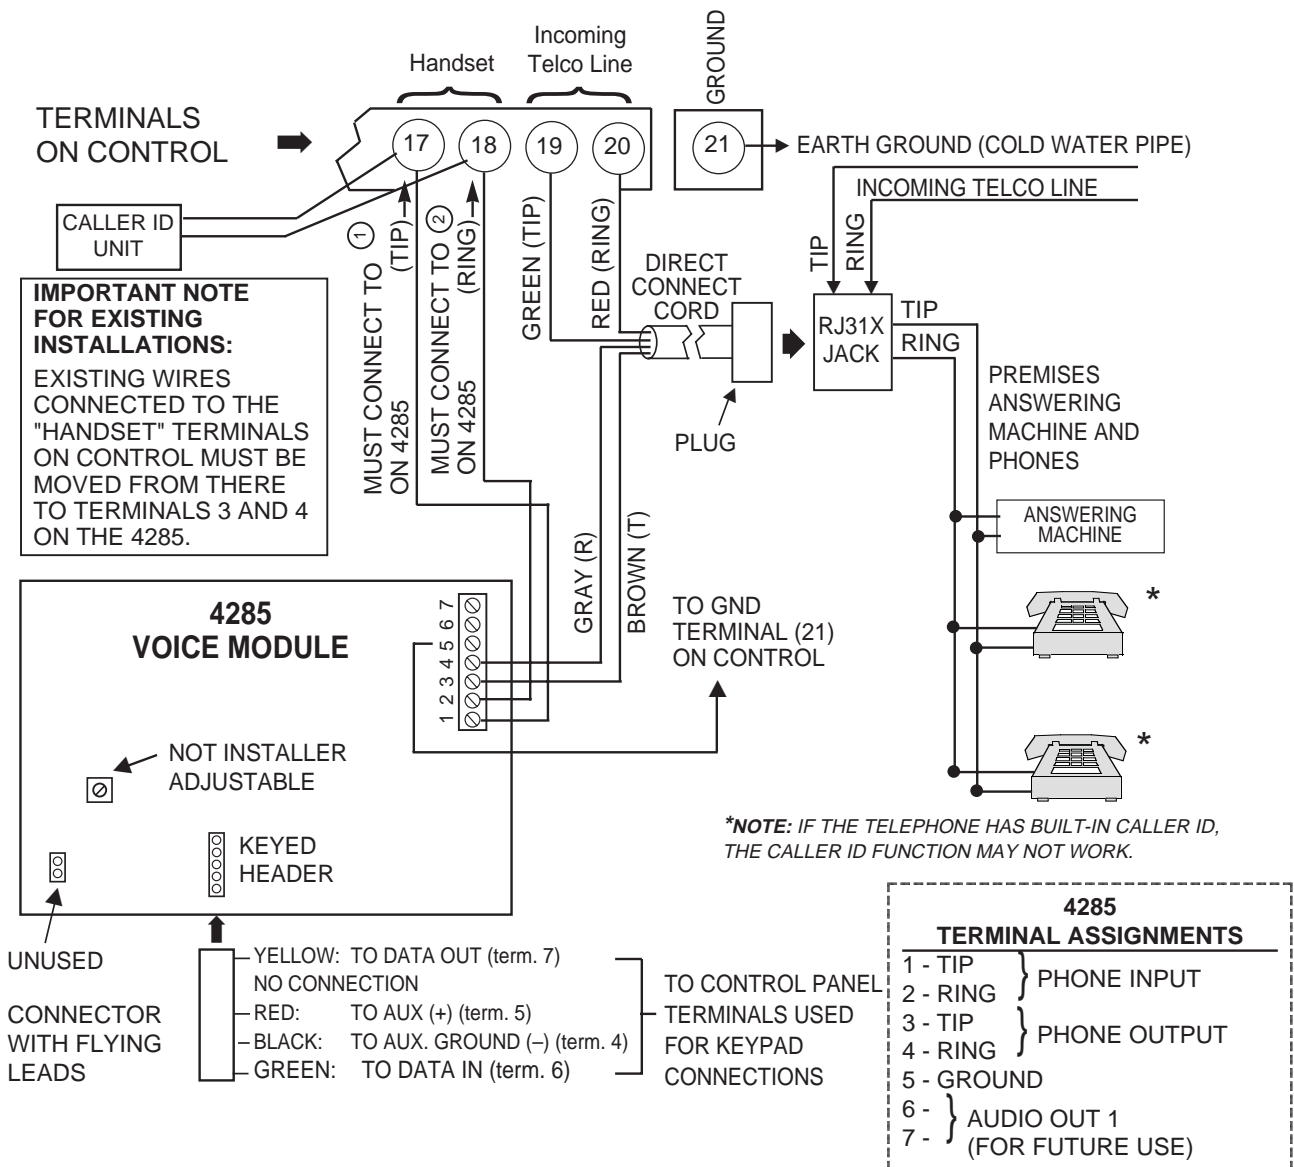 Incoming
Telco Line
Handset
GROUND
TERMINALS
ON CONTROL
17
18
19
20
21
EARTH GROUND (COLD WATER PIPE)
INCOMING TELCO LINE
CALLER ID
UNIT
MUST CONNECT TO 1
ON 4285
(TIP)
MUST CONNECT TO 2
ON 4285
(RING)
GREEN (TIP)
RED (RING)
DIRECT
CONNECT
CORD
PLUG
TIP
RING
RJ31X
JACK
TIP
RING
IMPORTANT NOTE
FOR EXISTING
INSTALLATIONS:
EXISTING WIRES
CONNECTED TO THE
"HANDSET" TERMINALS
ON CONTROL MUST BE
MOVED FROM THERE
TO TERMINALS 3 AND 4
ON THE 4285.
PREMISES
ANSWERING
MACHINE AND
PHONES
ANSWERING
MACHINE
*
*
GRAY (R)
BROWN (T)
TO GND
TERMINAL (21)
ON CONTROL
4285
VOICE MODULE
7
6
5
4
3
2
1
NOT INSTALLER
ADJUSTABLE
KEYED
HEADER
UNUSED
*NOTE: IF THE TELEPHONE HAS BUILT-IN CALLER ID,
THE CALLER ID FUNCTION MAY NOT WORK.
CONNECTOR
WITH FLYING
LEADS
YELLOW: TO DATA OUT (term. 7)
NO CONNECTION
RED: TO AUX (+) (term. 5)
BLACK: TO AUX. GROUND (–) (term. 4)
GREEN: TO DATA IN (term. 6)
TO CONTROL PANEL
TERMINALS USED
FOR KEYPAD
CONNECTIONS
4285
TERMINAL ASSIGNMENTS
1 - TIP
2 - RING
PHONE INPUT
3 - TIP
4 - RING
PHONE OUTPUT
5 - GROUND
6 -
7 -
AUDIO OUT 1
(FOR FUTURE USE)